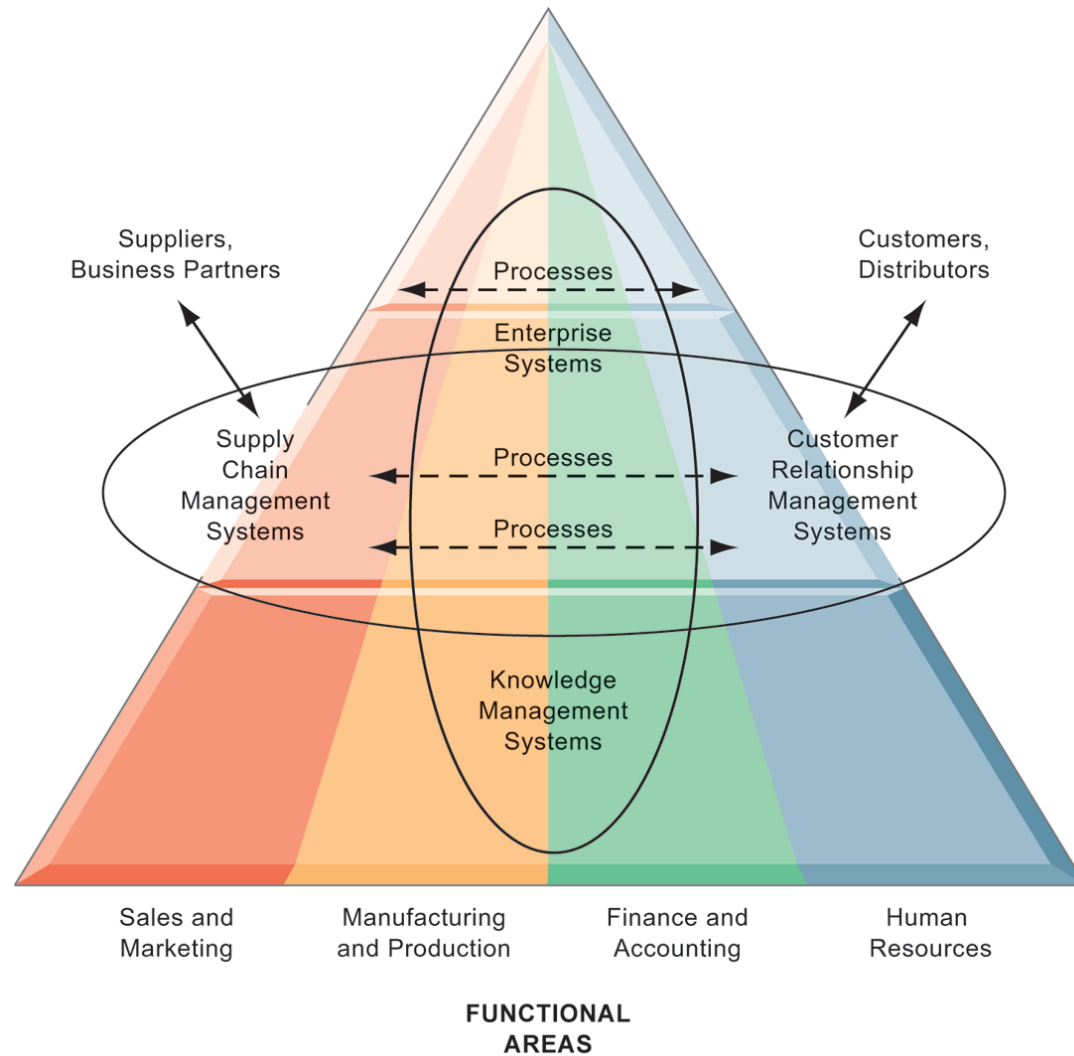 Suppliers,
Business Partners
Customers,
Distributors
Processes
Enterprise
Systems
Supply
Chain
Management
Systems
Processes
Processes
Customer
Relationship
Management
Systems
Knowledge
Management
Systems
Sales and
Marketing
Manufacturing
and Production
Finance and
Accounting
Human
Resources
FUNCTIONAL
AREAS